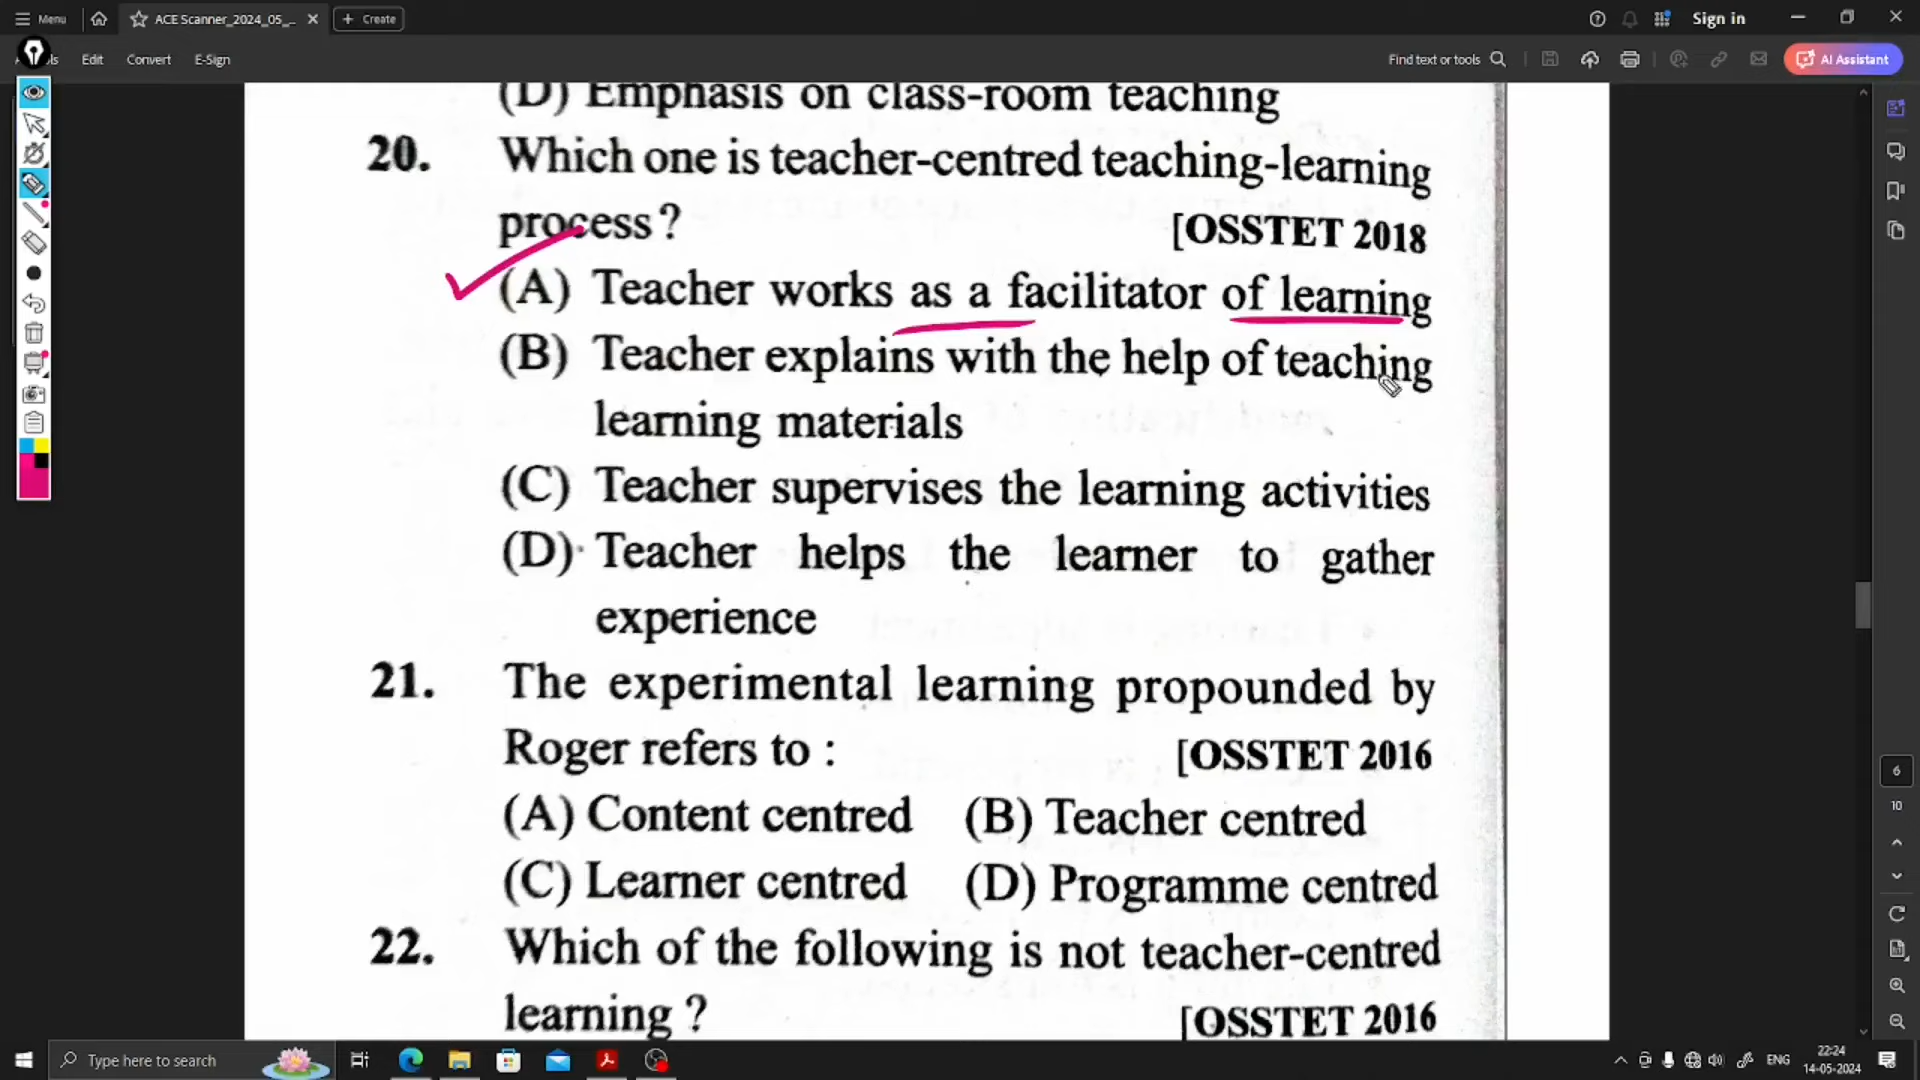 Menu
ACE Scanner_2024_05_...
Create
Sign in
Edit
Convert
E-Sign
Find text or tools
AI Assistant
(D) Emphasis on class-room teaching
20. Which one is teacher-centred teaching-learning
process ? [OSSTET 2018
(A) Teacher works as a facilitator of learning
(B) Teacher explains with the help of teaching
learning materials
(C) Teacher supervises the learning activities
(D) Teacher helps the learner to gather
experience
21. The experimental learning propounded by
Roger refers to : [OSSTET 2016
(A) Content centred (B) Teacher centred
(C) Learner centred (D) Programme centred
22. Which of the following is not teacher-centred
learning ? [OSSTET 2016
6
10
Type here to search
ENG
22:24
14-05-2024